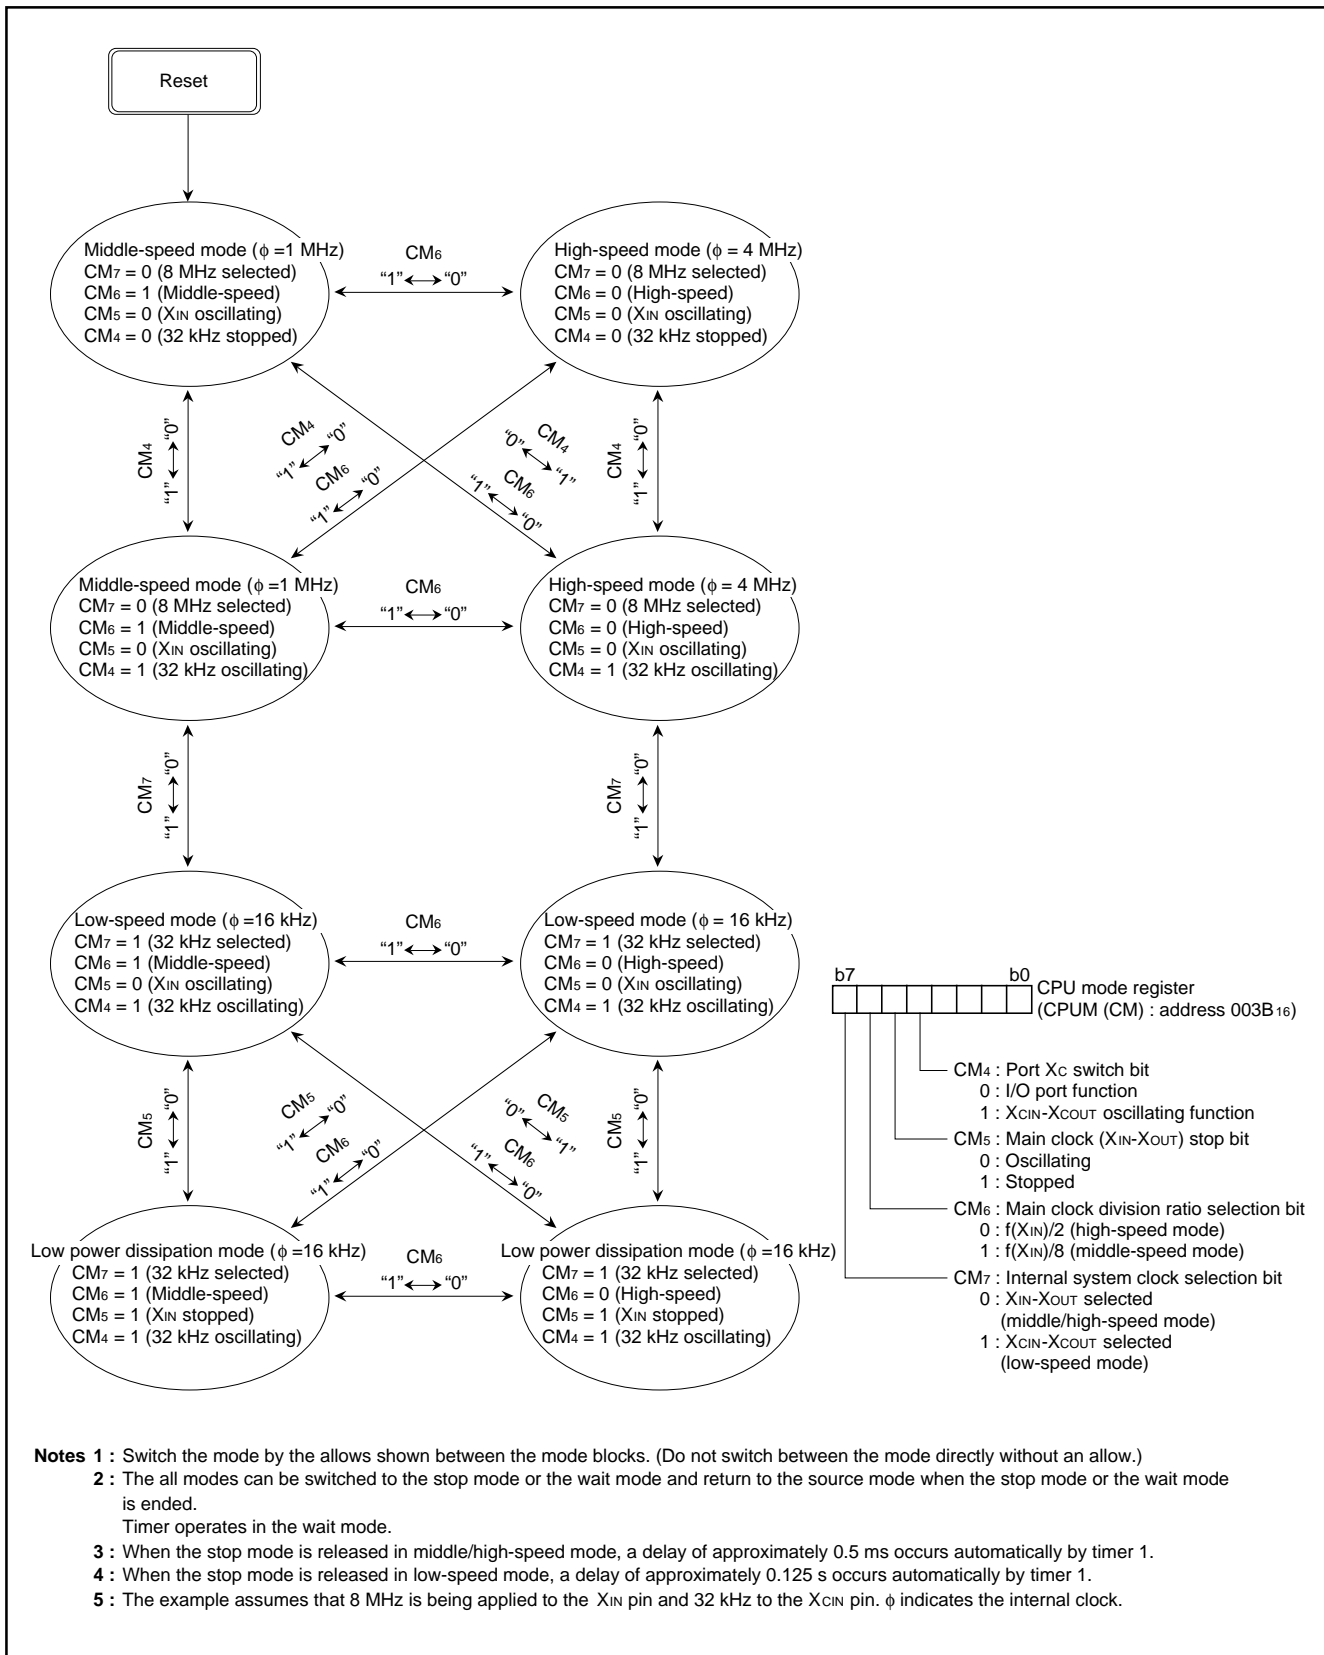 Reset
Middle-speed mode (ϕ =1 MHz)
CM7 = 0 (8 MHz selected)
CM6 = 1 (Middle-speed)
CM5 = 0 (XIN oscillating)
CM4 = 0 (32 kHz stopped)
CM6
“1” ⟷ “0”
High-speed mode (ϕ = 4 MHz)
CM7 = 0 (8 MHz selected)
CM6 = 0 (High-speed)
CM5 = 0 (XIN oscillating)
CM4 = 0 (32 kHz stopped)
CM4
“1” ⟷ “0”
CM4
“1” ⟷ “0”
CM6
“1” ⟷ “0”
CM4
“0” ⟷ “1”
CM6
“1” ⟷ “0”
CM4
“1” ⟷ “0”
Middle-speed mode (ϕ =1 MHz)
CM7 = 0 (8 MHz selected)
CM6 = 1 (Middle-speed)
CM5 = 0 (XIN oscillating)
CM4 = 1 (32 kHz oscillating)
CM6
“1” ⟷ “0”
High-speed mode (ϕ = 4 MHz)
CM7 = 0 (8 MHz selected)
CM6 = 0 (High-speed)
CM5 = 0 (XIN oscillating)
CM4 = 1 (32 kHz oscillating)
CM7
“1” ⟷ “0”
CM7
“1” ⟷ “0”
Low-speed mode (ϕ =16 kHz)
CM7 = 1 (32 kHz selected)
CM6 = 1 (Middle-speed)
CM5 = 0 (XIN oscillating)
CM4 = 1 (32 kHz oscillating)
CM6
“1” ⟷ “0”
Low-speed mode (ϕ = 16 kHz)
CM7 = 1 (32 kHz selected)
CM6 = 0 (High-speed)
CM5 = 0 (XIN oscillating)
CM4 = 1 (32 kHz oscillating)
CM5
“1” ⟷ “0”
CM5
“1” ⟷ “0”
CM6
“1” ⟷ “0”
CM5
“0” ⟷ “1”
CM6
“1” ⟷ “0”
CM5
“1” ⟷ “0”
Low power dissipation mode (ϕ =16 kHz)
CM7 = 1 (32 kHz selected)
CM6 = 1 (Middle-speed)
CM5 = 1 (XIN stopped)
CM4 = 1 (32 kHz oscillating)
CM6
“1” ⟷ “0”
Low power dissipation mode (ϕ =16 kHz)
CM7 = 1 (32 kHz selected)
CM6 = 0 (High-speed)
CM5 = 1 (XIN stopped)
CM4 = 1 (32 kHz oscillating)
b7 b0
CPU mode register
(CPUM (CM) : address 003B16)
CM4 : Port XC switch bit
0 : I/O port function
1 : XCIN-XCOUT oscillating function
CM5 : Main clock (XIN-XOUT) stop bit
0 : Oscillating
1 : Stopped
CM6 : Main clock division ratio selection bit
0 : f(XIN)/2 (high-speed mode)
1 : f(XIN)/8 (middle-speed mode)
CM7 : Internal system clock selection bit
0 : XIN-XOUT selected
(middle/high-speed mode)
1 : XCIN-XCOUT selected
(low-speed mode)
Notes 1 : Switch the mode by the allows shown between the mode blocks. (Do not switch between the mode directly without an allow.)
2 : The all modes can be switched to the stop mode or the wait mode and return to the source mode when the stop mode or the wait mode
is ended.
Timer operates in the wait mode.
3 : When the stop mode is released in middle/high-speed mode, a delay of approximately 0.5 ms occurs automatically by timer 1.
4 : When the stop mode is released in low-speed mode, a delay of approximately 0.125 s occurs automatically by timer 1.
5 : The example assumes that 8 MHz is being applied to the XIN pin and 32 kHz to the XCIN pin. ϕ indicates the internal clock.